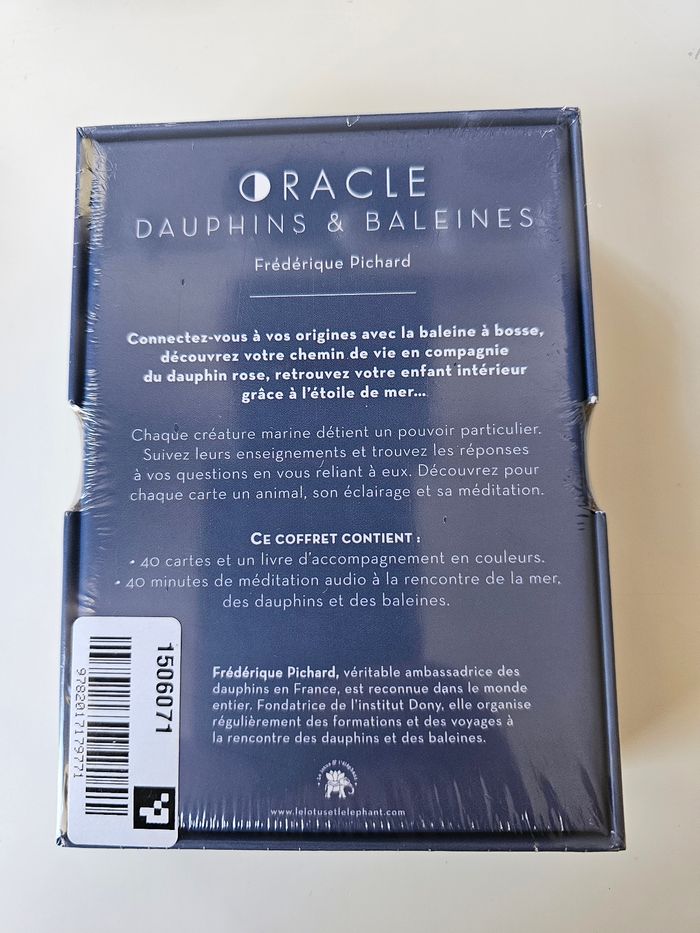 ORACLE
DAUPHINS & BALEINES
Frédérique Pichard
Connectez-vous à vos origines avec la baleine à bosse,
découvrez votre chemin de vie en compagnie
du dauphin rose, retrouvez votre enfant intérieur
grâce à l'étoile de mer...
Chaque créature marine détient un pouvoir particulier.
Suivez leurs enseignements et trouvez les réponses
à vos questions en vous reliant à eux. Découvrez pour
chaque carte un animal, son éclairage et sa méditation.
CE COFFRET CONTIENT :
• 40 cartes et un livre d'accompagnement en couleurs.
• 40 minutes de méditation audio à la rencontre de la mer,
des dauphins et des baleines.
Frédérique Pichard, véritable ambassadrice des
dauphins en France, est reconnue dans le monde
entier. Fondatrice de l'institut Dony, elle organise
régulièrement des formations et des voyages à
la rencontre des dauphins et des baleines.
Le lotus & l'éléphant
www.lelotusetlelephant.com
1506071
9782017179771